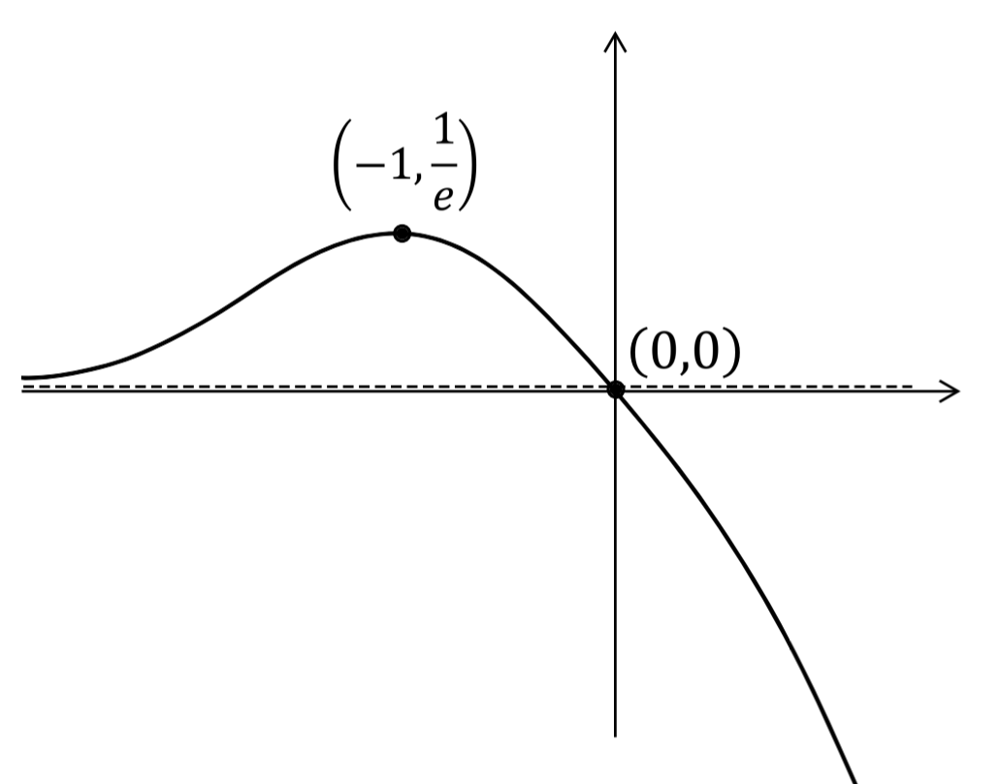 (−1, 1/e)
(0,0)